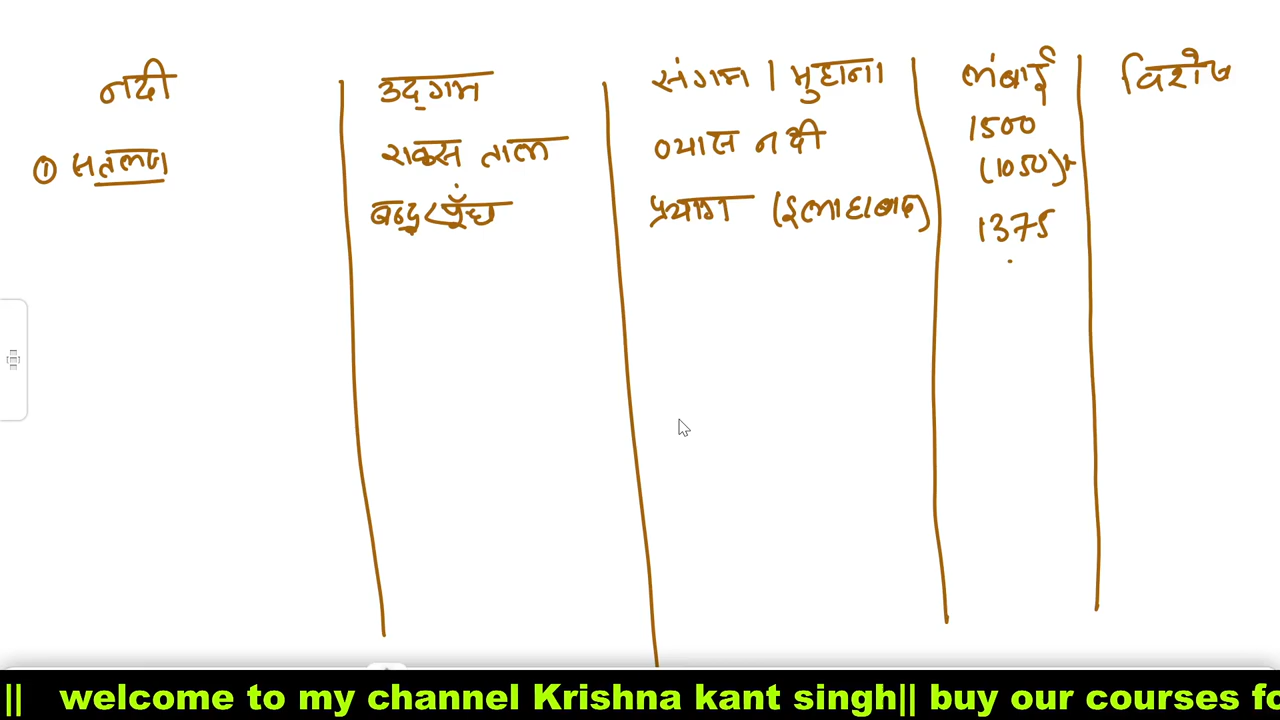 नदी उद्गम संगम | मुहाना लंबाई विशेष
① सतलज राकस ताल व्यास नदी 1500
(1050)
बन्दरपूँछ प्रयाग (इलाहाबाद) 1375
|| welcome to my channel Krishna kant singh|| buy our courses fo